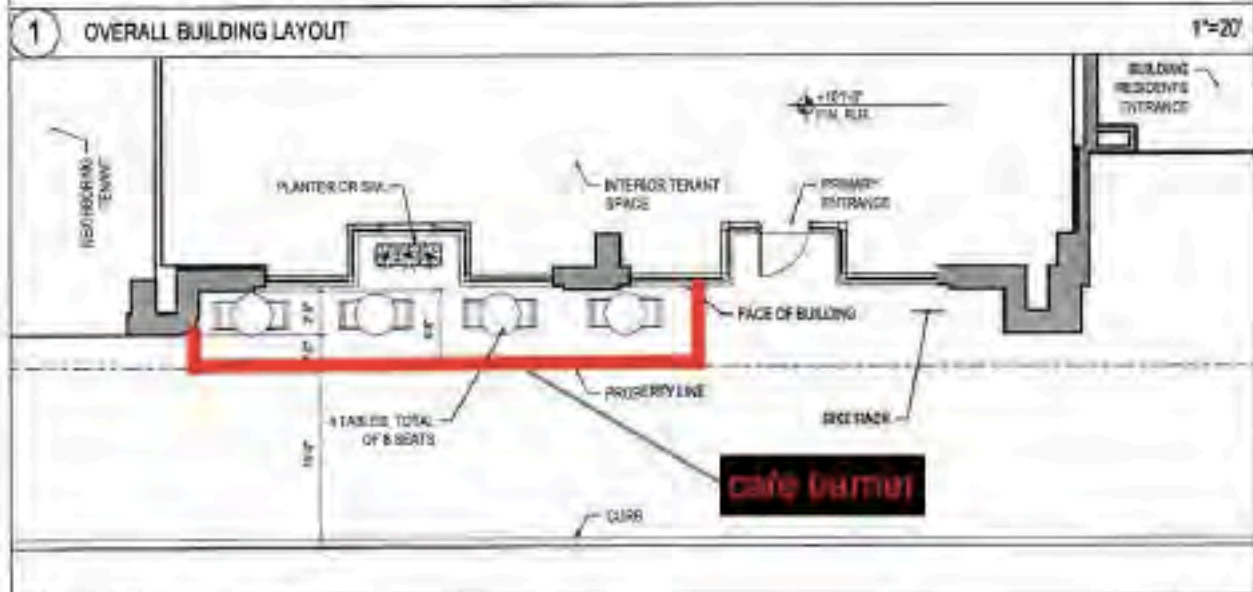 1 OVERALL BUILDING LAYOUT
1"=20'
BUILDING
RESIDENTS
ENTRANCE
NEIGHBORING
TENANT
PLANTER OR
INTERIOR TENANT
SPACE
PRIMARY
ENTRANCE
FACE OF BUILDING
PROPERTY LINE
4 TABLES, TOTAL
OF 8 SEATS
BIKE RACK
cafe barrier
CURB